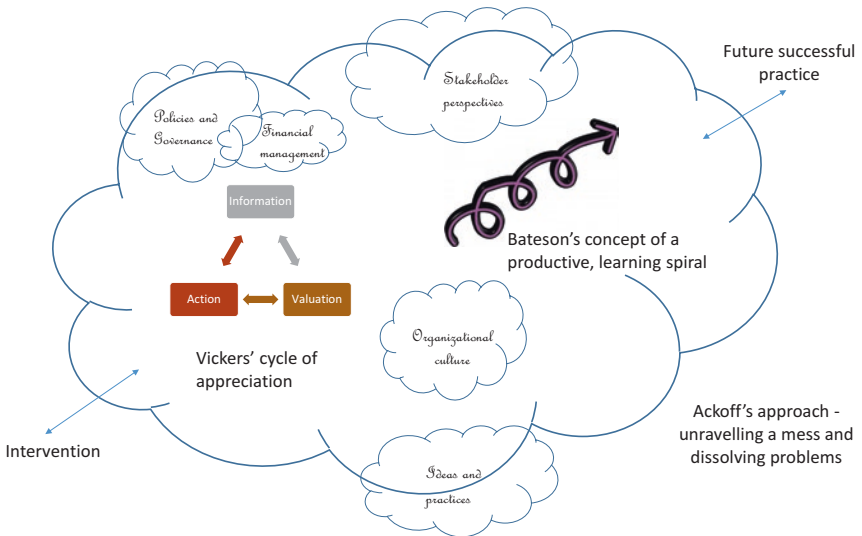 Future successful
practice
Stakeholder
perspectives
Policies and
Governance
Financial
management
Information
Action
Valuation
Bateson’s concept of a
productive, learning spiral
Organizational
culture
Vickers’ cycle of
appreciation
Ackoff’s approach -
unravelling a mess and
dissolving problems
Intervention
Ideas and
practices